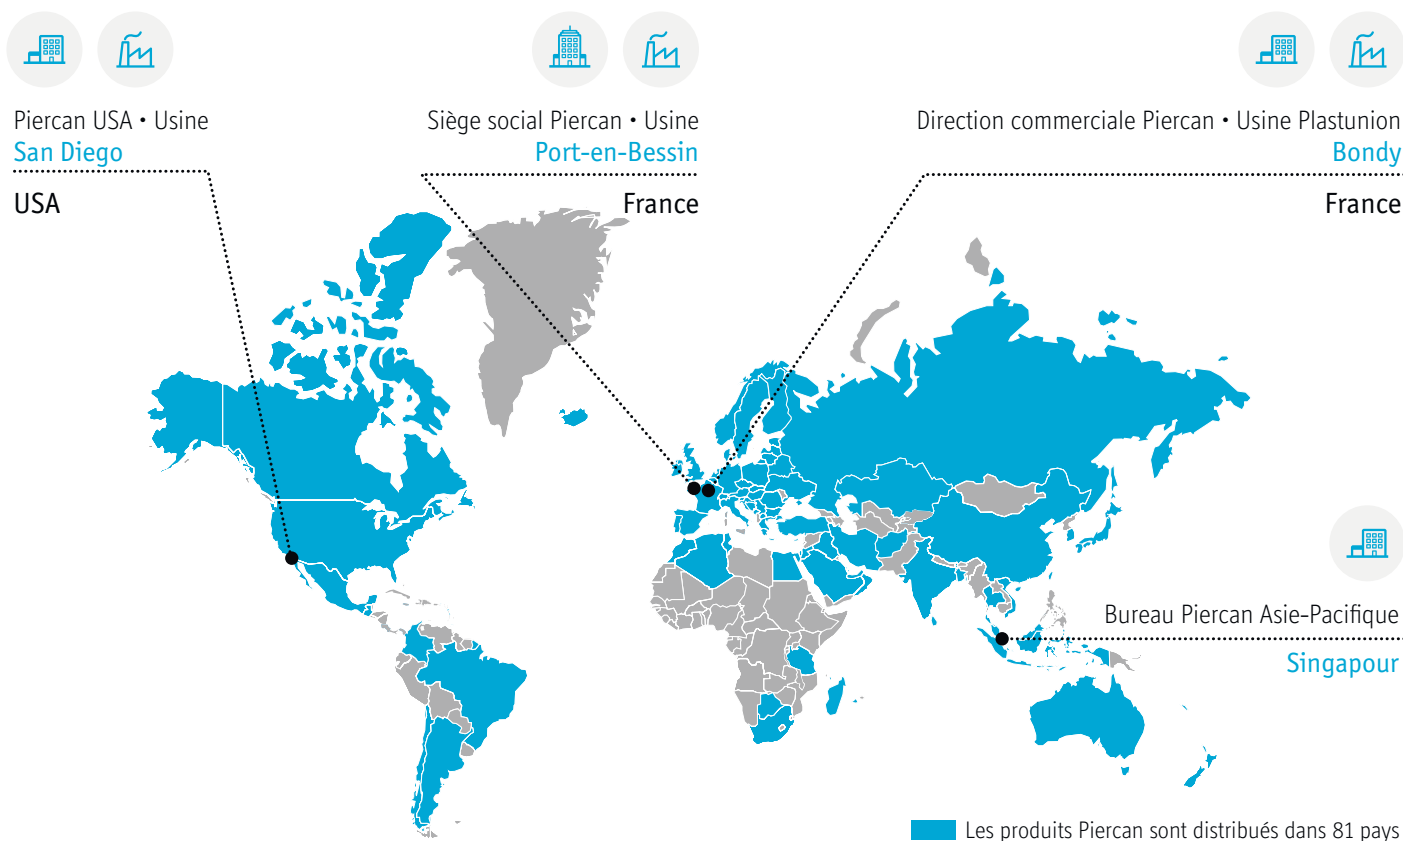 Piercan USA • Usine
San Diego
USA
Siège social Piercan • Usine
Port-en-Bessin
France
Direction commerciale Piercan • Usine Plastunion
Bondy
France
Bureau Piercan Asie-Pacifique
Singapour
Les produits Piercan sont distribués dans 81 pays